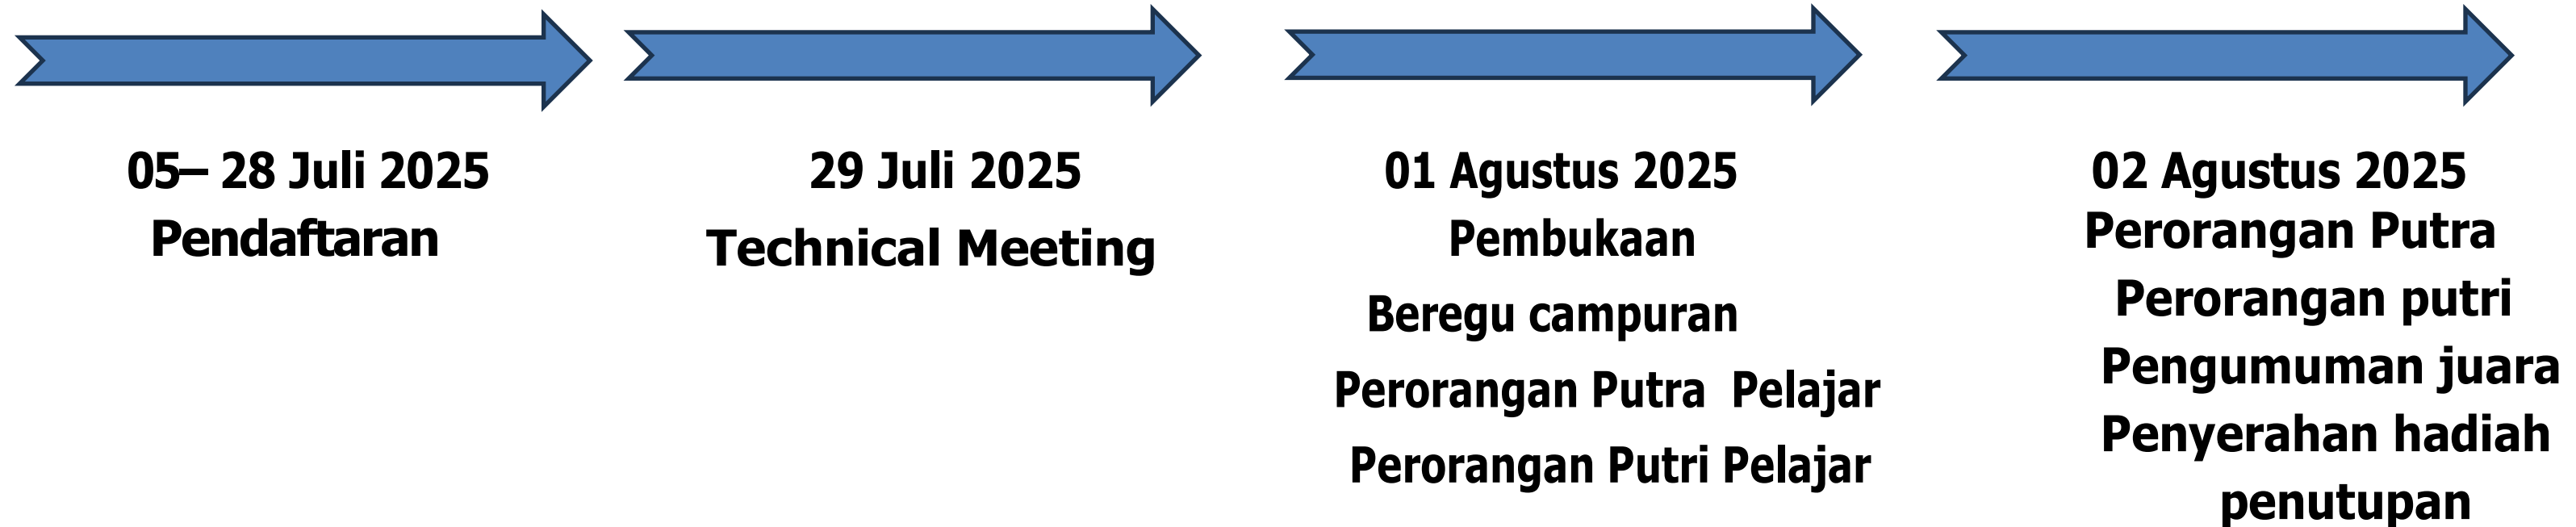 05– 28 Juli 2025
Pendaftaran
29 Juli 2025
Technical Meeting
01 Agustus 2025
Pembukaan
Beregu campuran
Perorangan Putra  Pelajar
Perorangan Putri Pelajar
02 Agustus 2025
Perorangan Putra
Perorangan putri
Pengumuman juara
Penyerahan hadiah
penutupan